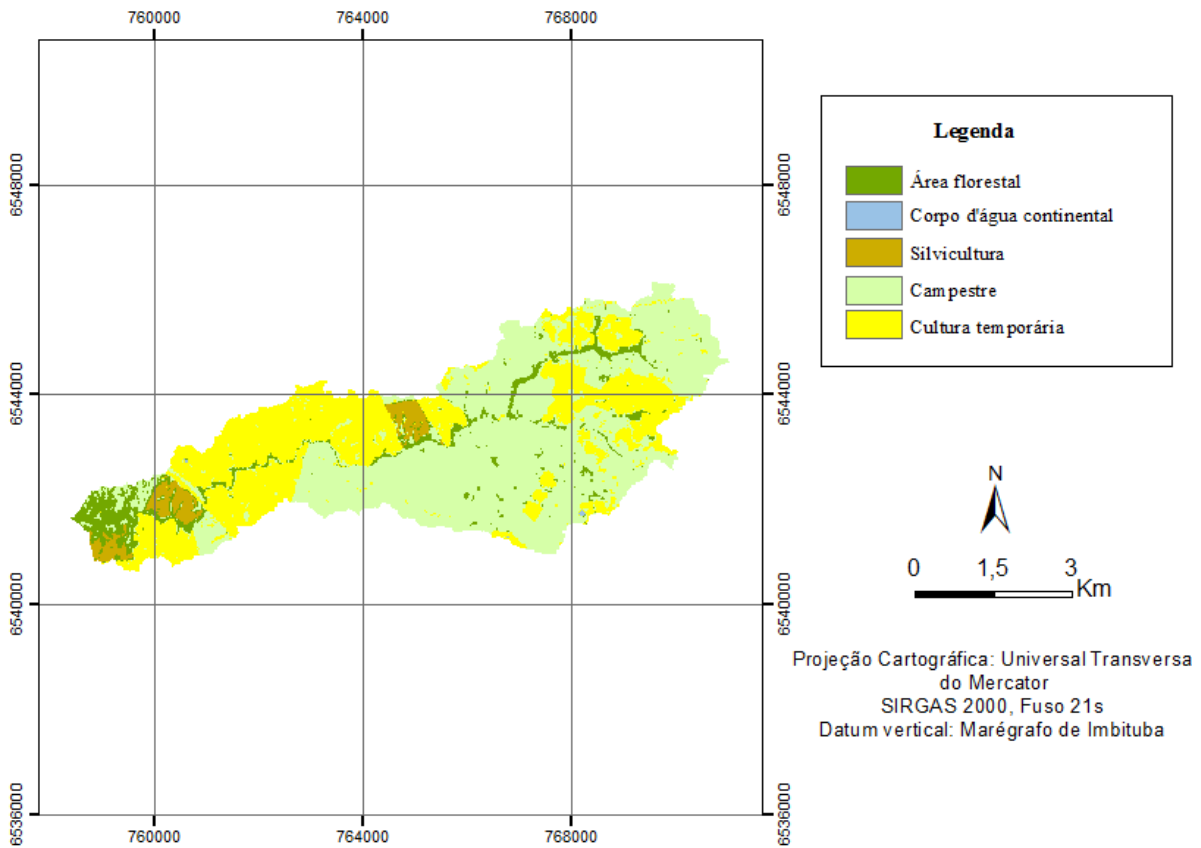 760000
764000
768000
6548000
6548000
6544000
6544000
6540000
6540000
6536000
6536000
760000
764000
768000
Legenda
Área florestal
Corpo d'água continental
Silvicultura
Campestre
Cultura temporária
N
0 1,5 3
Km
Projeção Cartográfica: Universal Transversa
do Mercator
SIRGAS 2000, Fuso 21s
Datum vertical: Marégrafo de Imbituba